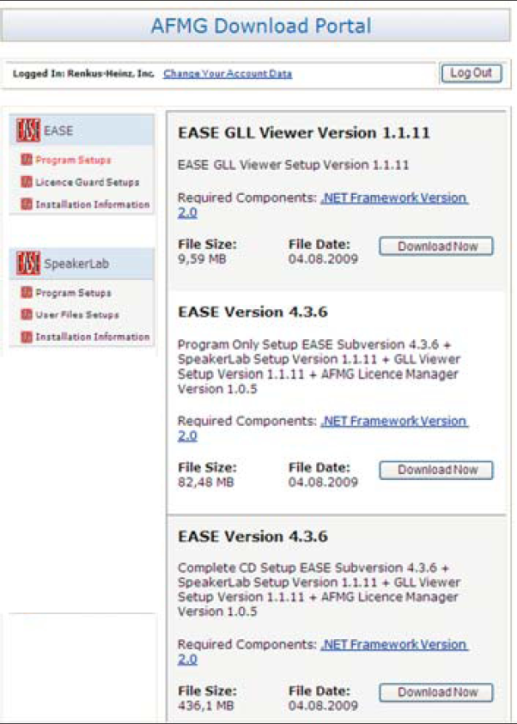 AFMG Download Portal
Logged In: Renkus-Heinz, Inc. Change Your Account Data
Log Out
EASE
Program Setups
Licence Guard Setups
Installation Information
SpeakerLab
Program Setups
User Files Setups
Installation Information
EASE GLL Viewer Version 1.1.11
EASE GLL Viewer Setup Version 1.1.11
Required Components: .NET Framework Version
2.0
File Size: File Date:
9,59 MB 04.08.2009
Download Now
EASE Version 4.3.6
Program Only Setup EASE Subversion 4.3.6 +
SpeakerLab Setup Version 1.1.11 + GLL Viewer
Setup Version 1.1.11 + AFMG Licence Manager
Version 1.0.5
Required Components: .NET Framework Version
2.0
File Size: File Date:
82,48 MB 04.08.2009
Download Now
EASE Version 4.3.6
Complete CD Setup EASE Subversion 4.3.6 +
SpeakerLab Setup Version 1.1.11 + GLL Viewer
Setup Version 1.1.11 + AFMG Licence Manager
Version 1.0.5
Required Components: .NET Framework Version
2.0
File Size: File Date:
436,1 MB 04.08.2009
Download Now